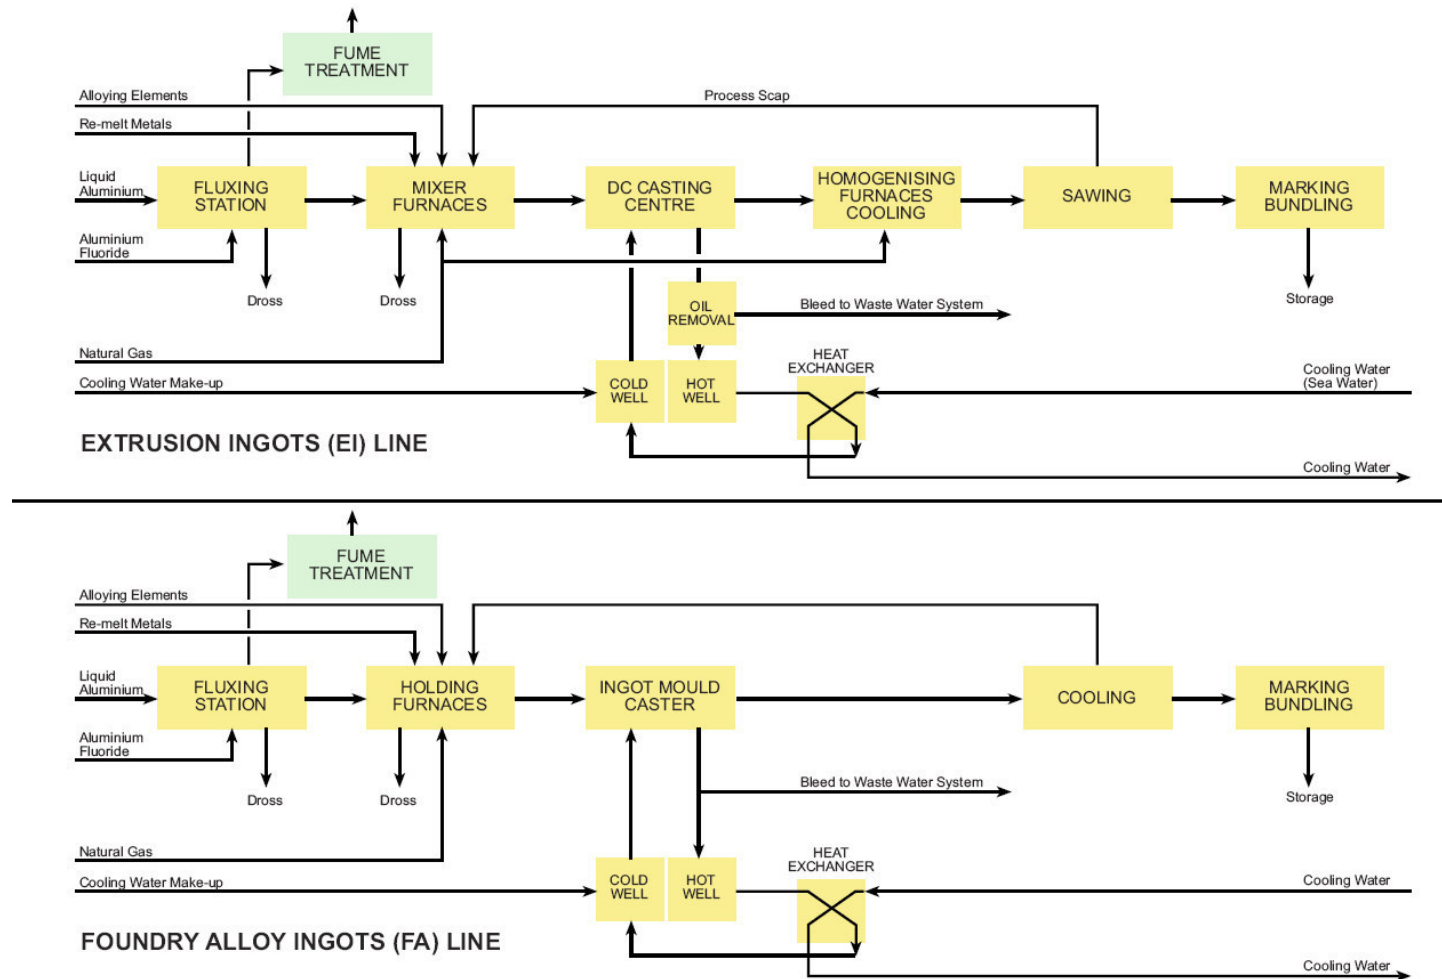 FUME
TREATMENT
Alloying Elements
Process Scap
Re-melt Metals
Liquid
Aluminium
FLUXING
STATION
MIXER
FURNACES
DC CASTING
CENTRE
HOMOGENISING
FURNACES
COOLING
SAWING
MARKING
BUNDLING
Aluminium
Fluoride
Dross
Dross
Storage
OIL
REMOVAL
Bleed to Waste Water System
Natural Gas
HEAT
EXCHANGER
Cooling Water Make-up
COLD
WELL
HOT
WELL
Cooling Water
(Sea Water)
EXTRUSION INGOTS (EI) LINE
Cooling Water
FUME
TREATMENT
Alloying Elements
Re-melt Metals
Liquid
Aluminium
FLUXING
STATION
HOLDING
FURNACES
INGOT MOULD
CASTER
COOLING
MARKING
BUNDLING
Aluminium
Fluoride
Dross
Dross
Bleed to Waste Water System
Storage
Natural Gas
HEAT
EXCHANGER
Cooling Water Make-up
COLD
WELL
HOT
WELL
Cooling Water
FOUNDRY ALLOY INGOTS (FA) LINE
Cooling Water